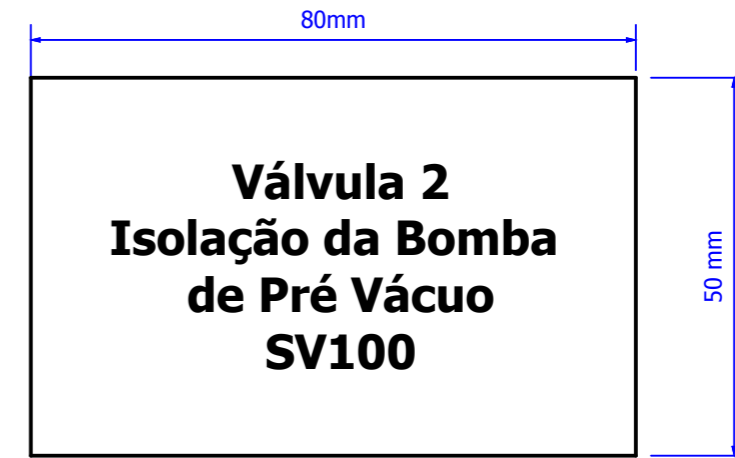 80mm
Válvula 2
Isolação da Bomba
de Pré Vácuo
SV100
50 mm